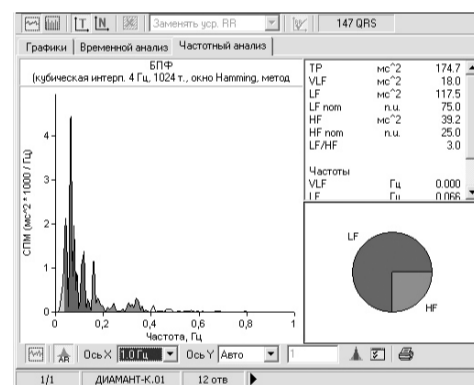 Заменять уср. RR
147 QRS
Графики Временной анализ Частотный анализ
БПФ
(кубическая интерп. 4 Гц, 1024 т., окно Hamming, метод
СПМ (мс^2 * 1000 / Гц)
4
3
2
1
0
0 0,2 0,4 0,6 0,8 1
Частота, Гц
TP мс^2 174.7
VLF мс^2 18.0
LF мс^2 117.5
LF nom n.u. 75.0
HF мс^2 39.2
HF nom n.u. 25.0
LF/HF 3.0
Частоты
VLF Гц 0.000
LF Гц 0.066
LF
HF
AR Ось X 1.0 Гц Ось Y Авто 1
1/1 ДИАМАНТ-К.01 12 отв